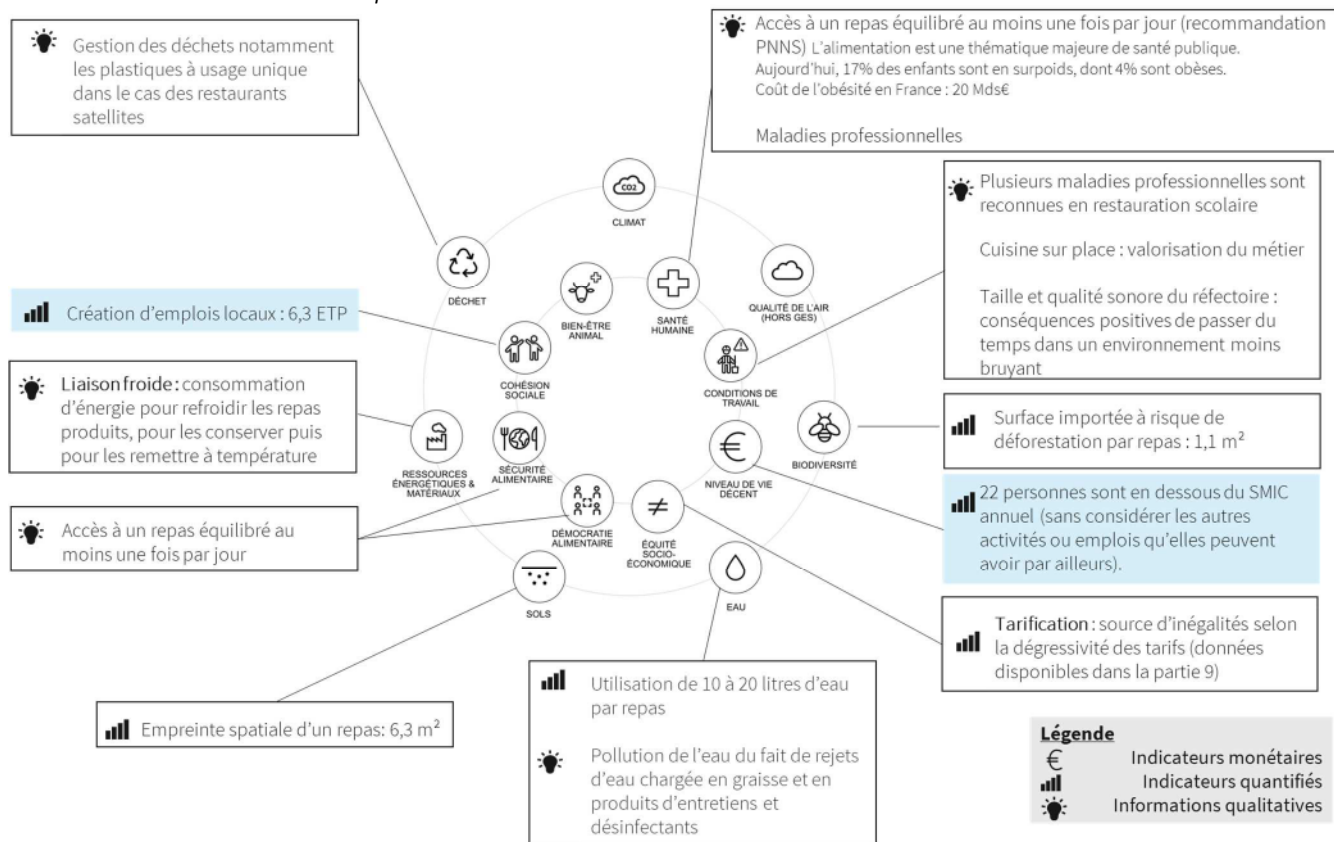 Gestion des déchets notamment
les plastiques à usage unique
dans le cas des restaurants
satellites
Accès à un repas équilibré au moins une fois par jour (recommandation
PNNS) L'alimentation est une thématique majeure de santé publique.
Aujourd'hui, 17% des enfants sont en surpoids, dont 4% sont obèses.
Coût de l'obésité en France : 20 Mds€
Maladies professionnelles
Plusieurs maladies professionnelles sont
reconnues en restauration scolaire
Cuisine sur place : valorisation du métier
Taille et qualité sonore du réfectoire :
conséquences positives de passer du
temps dans un environnement moins
bruyant
CO2
CLIMAT
DÉCHET
BIEN-ÊTRE
ANIMAL
SANTÉ
HUMAINE
QUALITÉ DE L'AIR
(HORS GES)
Création d'emplois locaux : 6,3 ETP
COHÉSION
SOCIALE
CONDITIONS DE
TRAVAIL
Liaison froide : consommation
d'énergie pour refroidir les repas
produits, pour les conserver puis
pour les remettre à température
RESSOURCES
ÉNERGÉTIQUES &
MATÉRIAUX
SÉCURITÉ
ALIMENTAIRE
€
NIVEAU DE VIE
DÉCENT
BIODIVERSITÉ
Surface importée à risque de
déforestation par repas : 1,1 m²
22 personnes sont en dessous du SMIC
annuel (sans considérer les autres
activités ou emplois qu'elles peuvent
avoir par ailleurs).
Accès à un repas équilibré au
moins une fois par jour
DÉMOCRATIE
ALIMENTAIRE
≠
ÉQUITÉ
SOCIO-
ÉCONOMIQUE
SOLS
EAU
Tarification : source d'inégalités selon
la dégressivité des tarifs (données
disponibles dans la partie 9)
Empreinte spatiale d'un repas: 6,3 m²
Utilisation de 10 à 20 litres d'eau
par repas
Pollution de l'eau du fait de rejets
d'eau chargée en graisse et en
produits d'entretiens et
désinfectants
Légende
€ Indicateurs monétaires
Indicateurs quantifiés
Informations qualitatives